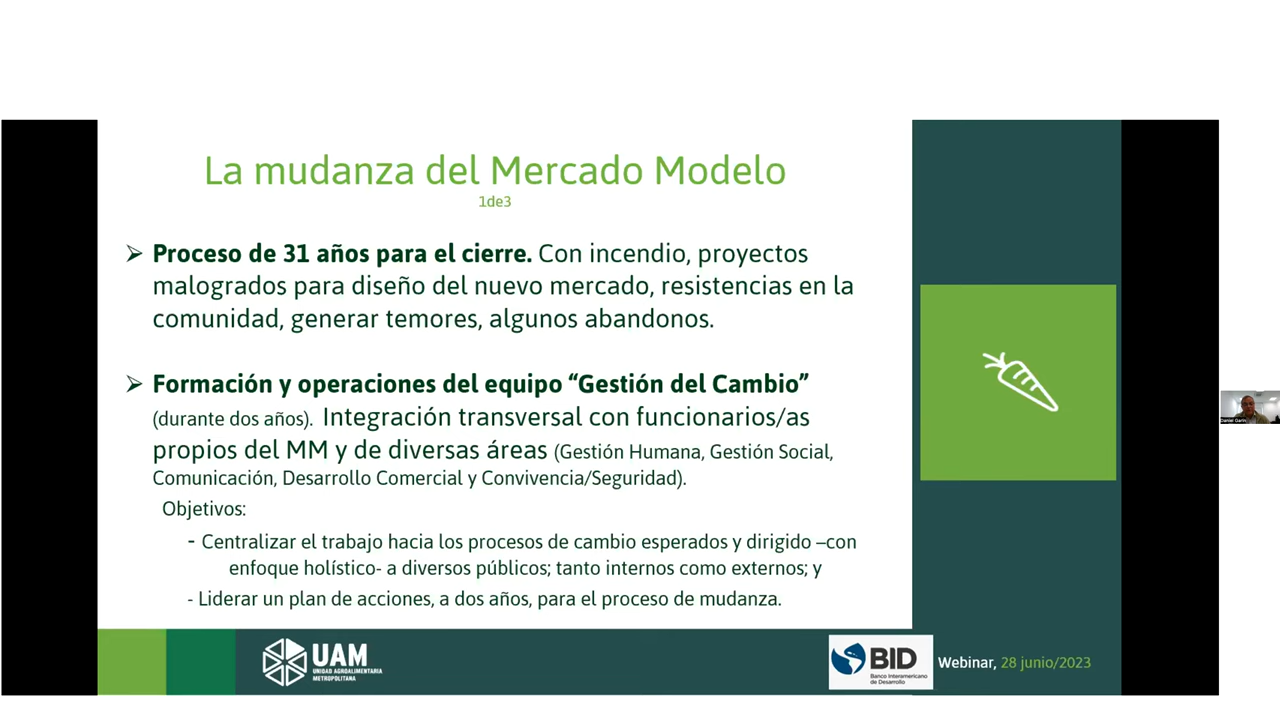 La mudanza del Mercado Modelo
1de3
➢ Proceso de 31 años para el cierre. Con incendio, proyectos
malogrados para diseño del nuevo mercado, resistencias en la
comunidad, generar temores, algunos abandonos.
➢ Formación y operaciones del equipo “Gestión del Cambio”
(durante dos años). Integración transversal con funcionarios/as
propios del MM y de diversas áreas (Gestión Humana, Gestión Social,
Comunicación, Desarrollo Comercial y Convivencia/Seguridad).
Objetivos:
- Centralizar el trabajo hacia los procesos de cambio esperados y dirigido –con
enfoque holístico- a diversos públicos; tanto internos como externos; y
- Liderar un plan de acciones, a dos años, para el proceso de mudanza.
UAM
UNIDAD AGROALIMENTARIA
METROPOLITANA
BID
Banco Interamericano
de Desarrollo
Webinar, 28 junio/2023
Daniel Garín